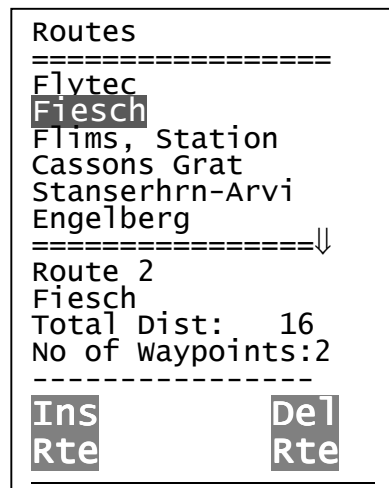 Routes
=================
Flytec
Fiesch
Flims, Station
Cassons Grat
Stanserhrn-Arvi
Engelberg
================⇓
Route 2
Fiesch
Total Dist: 16
No of Waypoints:2
----------------
Ins Del
Rte Rte